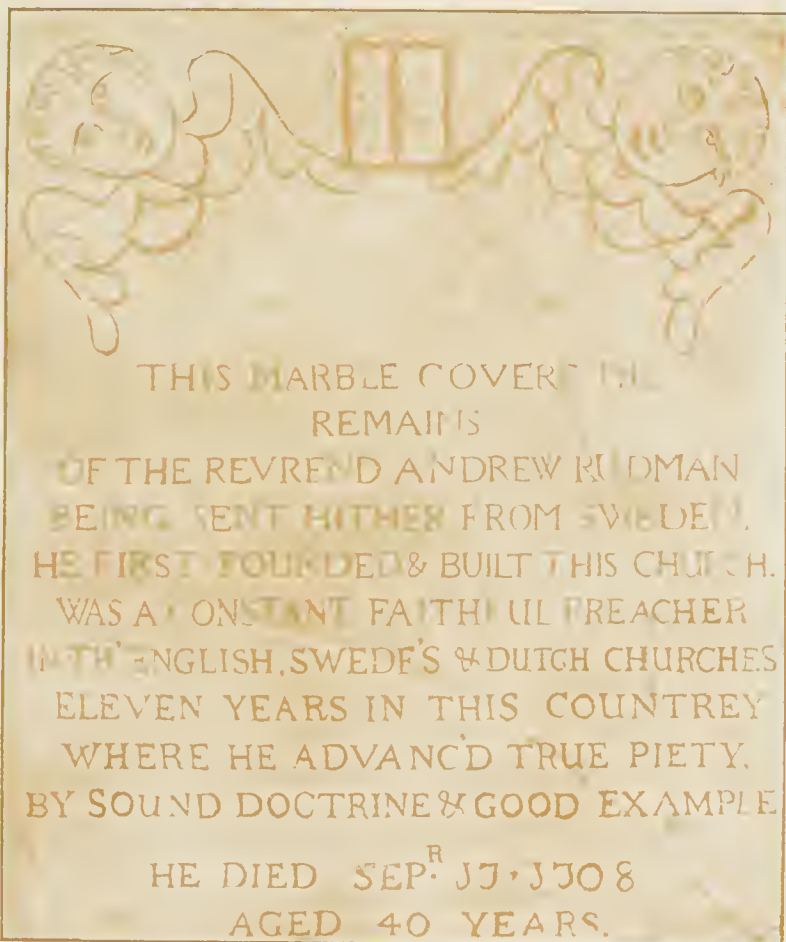 THIS MARBLE COVERS THE
REMAINS
OF THE REVREND ANDREW RUDMAN
BEING SENT HITHER FROM SWEDEN.
HE FIRST FOUNDED & BUILT THIS CHURCH.
WAS A CONSTANT FAITHFUL PREACHER
IN TH' ENGLISH, SWEDE'S & DUTCH CHURCHES
ELEVEN YEARS IN THIS COUNTREY
WHERE HE ADVANC'D TRUE PIETY.
BY SOUND DOCTRINE & GOOD EXAMPLE
HE DIED SEP.R 17 · 1708
AGED 40 YEARS.